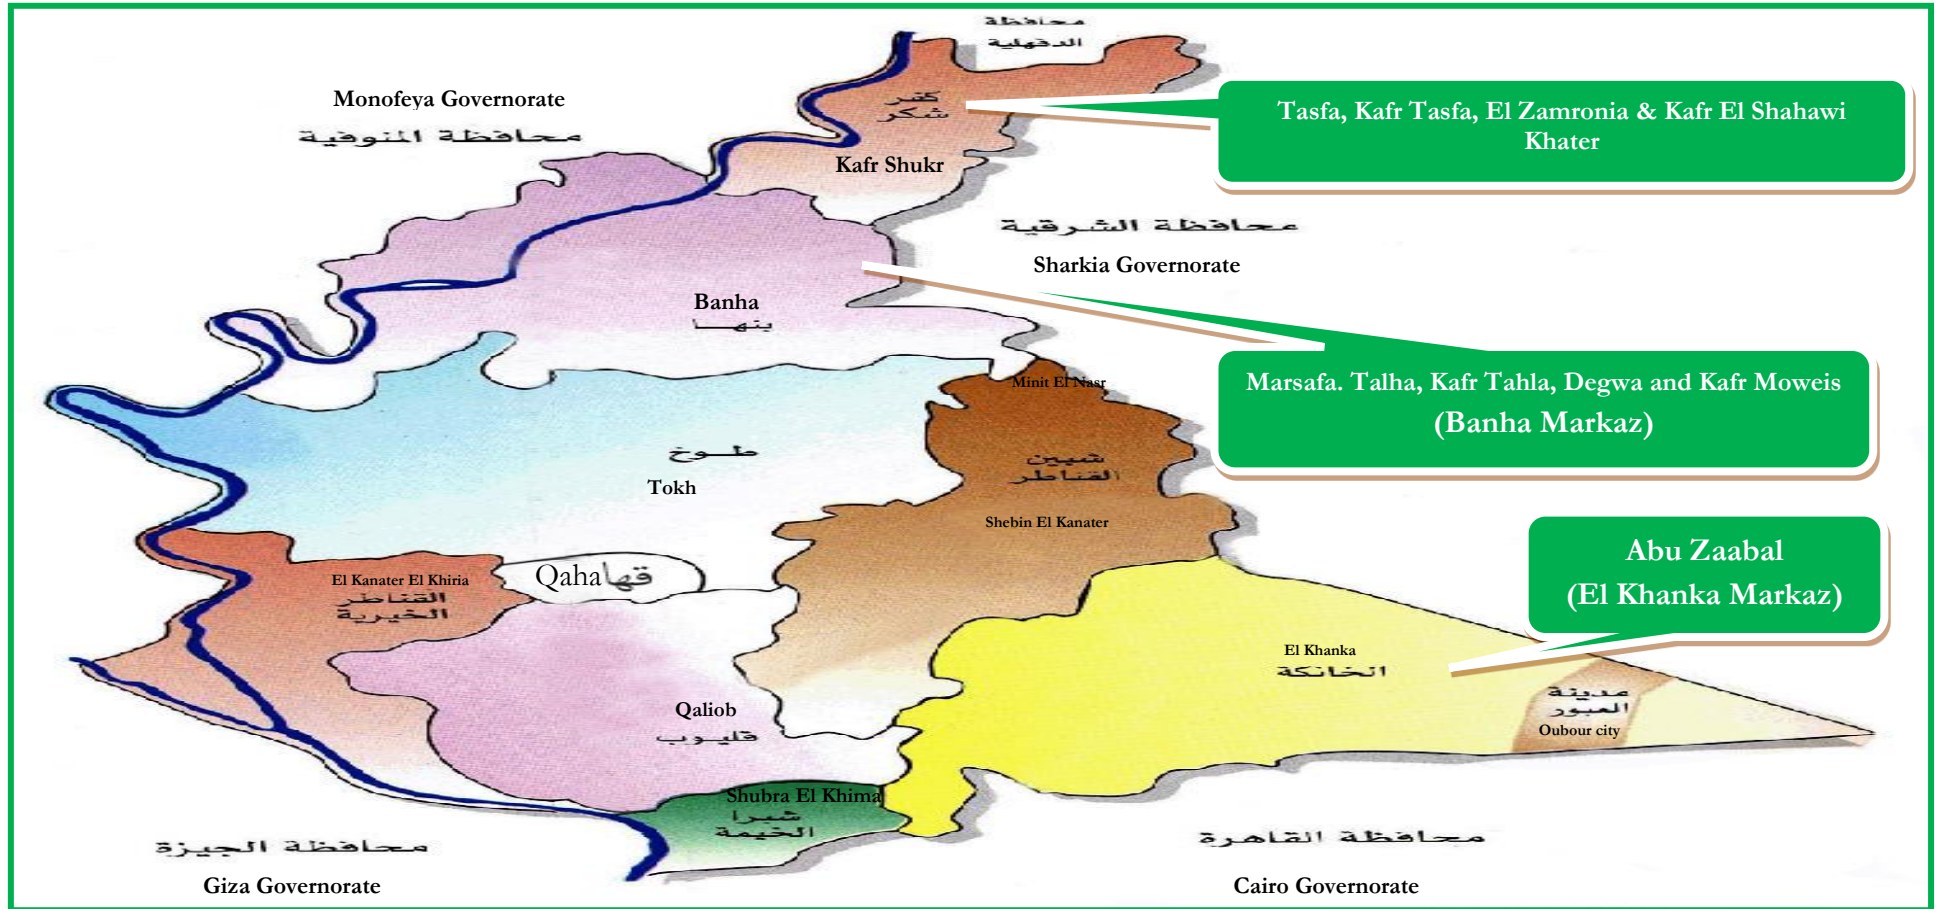 محافظة
الدقهلية
Monofeya Governorate
محافظة المنوفية
كفر
شكر
Kafr Shukr
Tasfa, Kafr Tasfa, El Zamronia & Kafr El Shahawi
Khater
محافظة الشرقية
Sharkia Governorate
Banha
بنهـــا
Marsafa. Talha, Kafr Tahla, Degwa and Kafr Moweis
(Banha Markaz)
Minit El Nasr
طــوخ
Tokh
شبين
القناطر
Shebin El Kanater
Abu Zaabal
(El Khanka Markaz)
Qaha قها
El Kanater El Khiria
القناطر
الخيرية
El Khanka
الخانكة
مدينة
العبور
Oubour city
Qaliob
قليــوب
Shubra El Khima
شبرا
الخيمة
محافظة الجيزة
Giza Governorate
محافظة القاهرة
Cairo Governorate